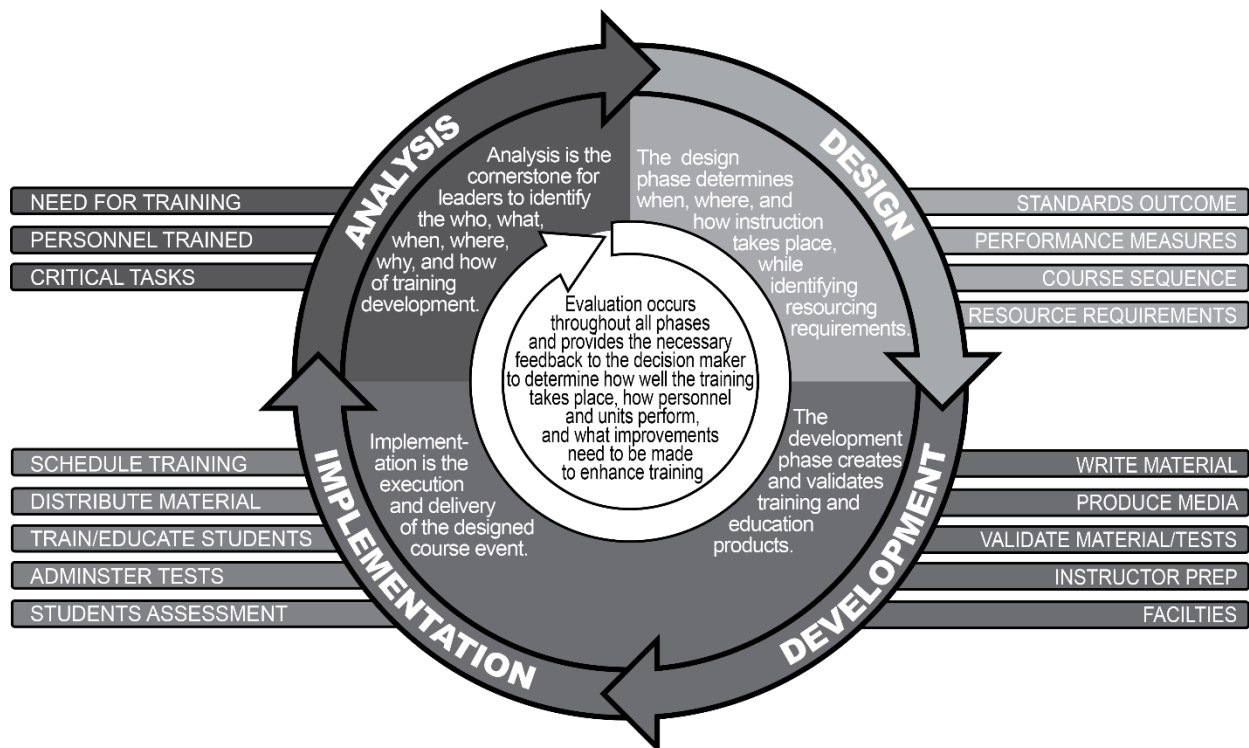 ANALYSIS
Analysis is the
cornerstone for
leaders to identify
the who, what,
when, where,
why, and how
of training
development.
NEED FOR TRAINING
PERSONNEL TRAINED
CRITICAL TASKS
DESIGN
The design
phase determines
when, where, and
how instruction
takes place,
while
identifying
resourcing
requirements.
STANDARDS OUTCOME
PERFORMANCE MEASURES
COURSE SEQUENCE
RESOURCE REQUIREMENTS
Evaluation occurs
throughout all phases
and provides the necessary
feedback to the decision maker
to determine how well the training
takes place, how personnel
and units perform,
and what improvements
need to be made
to enhance training
DEVELOPMENT
The
development
phase creates
and validates
training and
education
products.
WRITE MATERIAL
PRODUCE MEDIA
VALIDATE MATERIAL/TESTS
INSTRUCTOR PREP
FACILTIES
IMPLEMENTATION
Implement-
ation is the
execution
and delivery
of the designed
course event.
SCHEDULE TRAINING
DISTRIBUTE MATERIAL
TRAIN/EDUCATE STUDENTS
ADMINSTER TESTS
STUDENTS ASSESSMENT